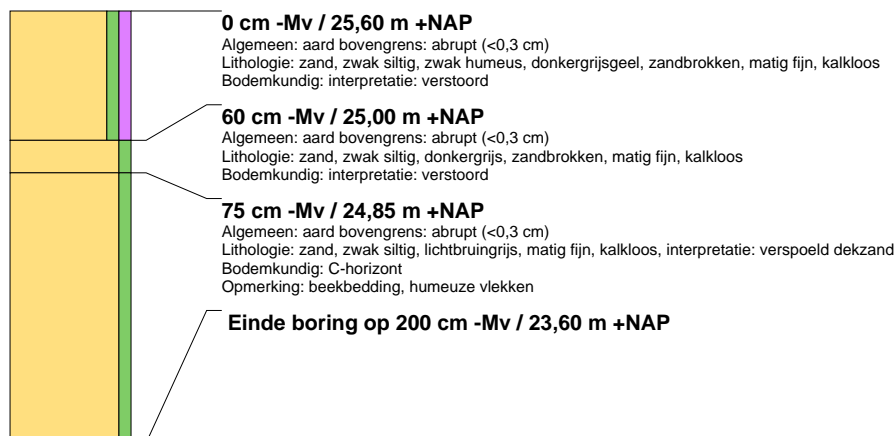 0 cm -Mv / 25,60 m +NAP
Algemeen: aard bovengrens: abrupt (<0,3 cm)
Lithologie: zand, zwak siltig, zwak humeus, donkergrijsgeel, zandbrokken, matig fijn, kalkloos
Bodemkundig: interpretatie: verstoord
60 cm -Mv / 25,00 m +NAP
Algemeen: aard bovengrens: abrupt (<0,3 cm)
Lithologie: zand, zwak siltig, donkergrijs, zandbrokken, matig fijn, kalkloos
Bodemkundig: interpretatie: verstoord
75 cm -Mv / 24,85 m +NAP
Algemeen: aard bovengrens: abrupt (<0,3 cm)
Lithologie: zand, zwak siltig, lichtbruingrijs, matig fijn, kalkloos, interpretatie: verspoeld dekzand
Bodemkundig: C-horizont
Opmerking: beekbedding, humeuze vlekken
Einde boring op 200 cm -Mv / 23,60 m +NAP